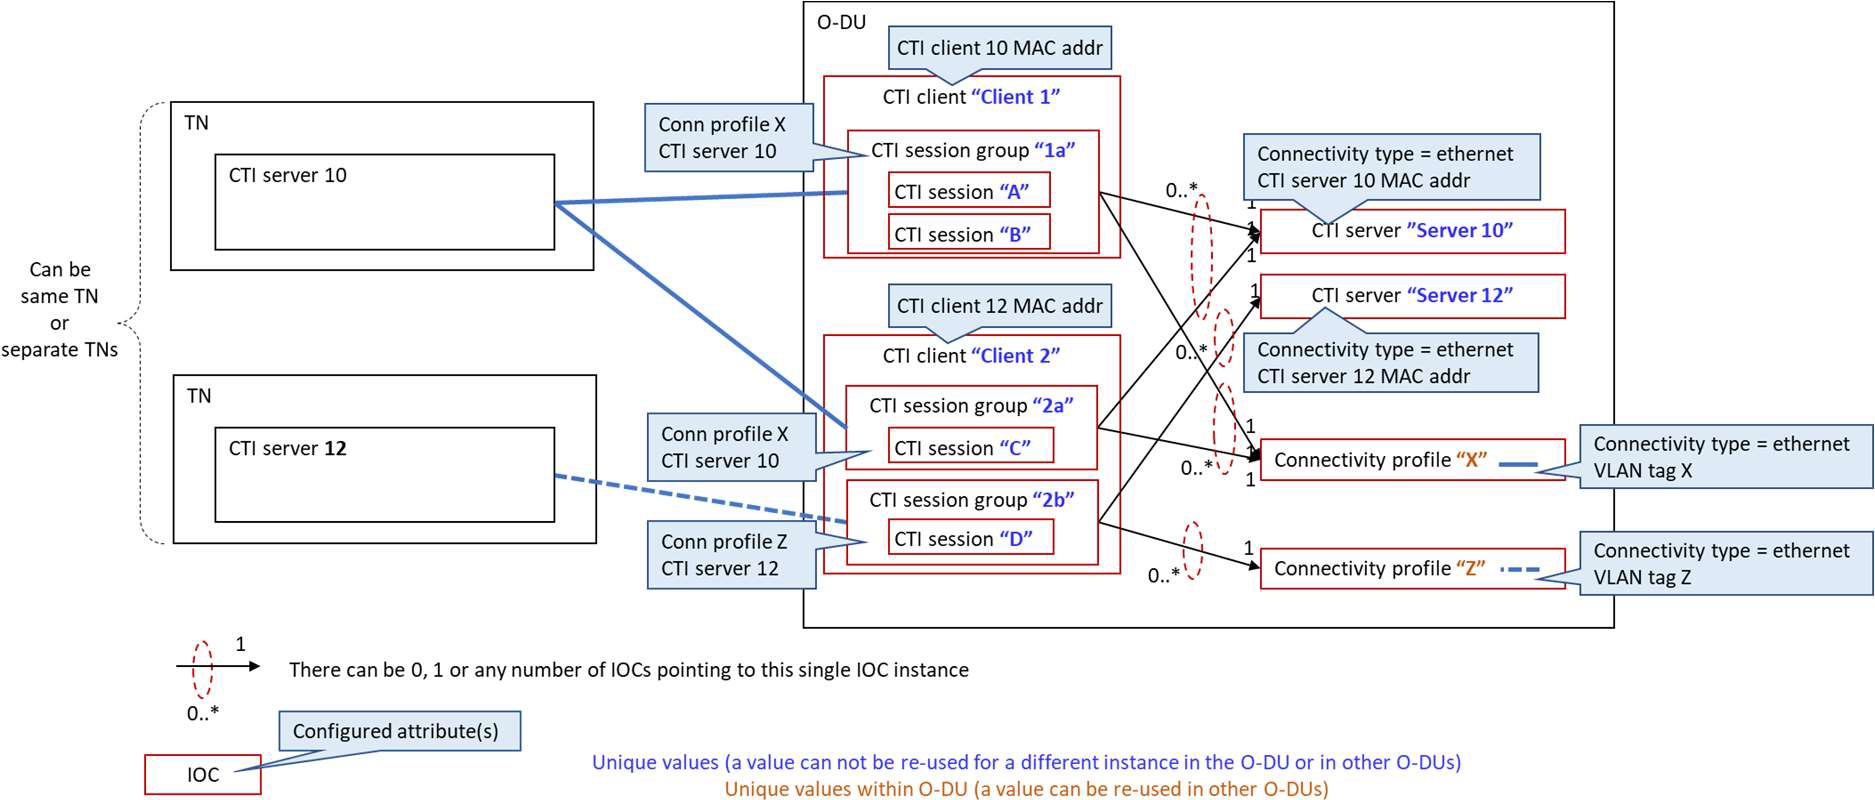 O-DU
CTI client 10 MAC addr
CTI client “Client 1”
TN
CTI server 10
Conn profile X
CTI server 10
CTI session group “1a”
CTI session “A”
CTI session “B”
0..*
Connectivity type = ethernet
CTI server 10 MAC addr
1
1
1
CTI server ”Server 10”
Can be
same TN
or
separate TNs
CTI client 12 MAC addr
CTI client “Client 2”
1
CTI server “Server 12”
0..*
Connectivity type = ethernet
CTI server 12 MAC addr
TN
CTI server 12
Conn profile X
CTI server 10
CTI session group “2a”
CTI session “C”
0..*
1
1
1
Connectivity profile “X”
Connectivity type = ethernet
VLAN tag X
CTI session group “2b”
CTI session “D”
Conn profile Z
CTI server 12
0..*
1
Connectivity profile “Z”
Connectivity type = ethernet
VLAN tag Z
1
0..*
There can be 0, 1 or any number of IOCs pointing to this single IOC instance
Configured attribute(s)
IOC
Unique values (a value can not be re-used for a different instance in the O-DU or in other O-DUs)
Unique values within O-DU (a value can be re-used in other O-DUs)